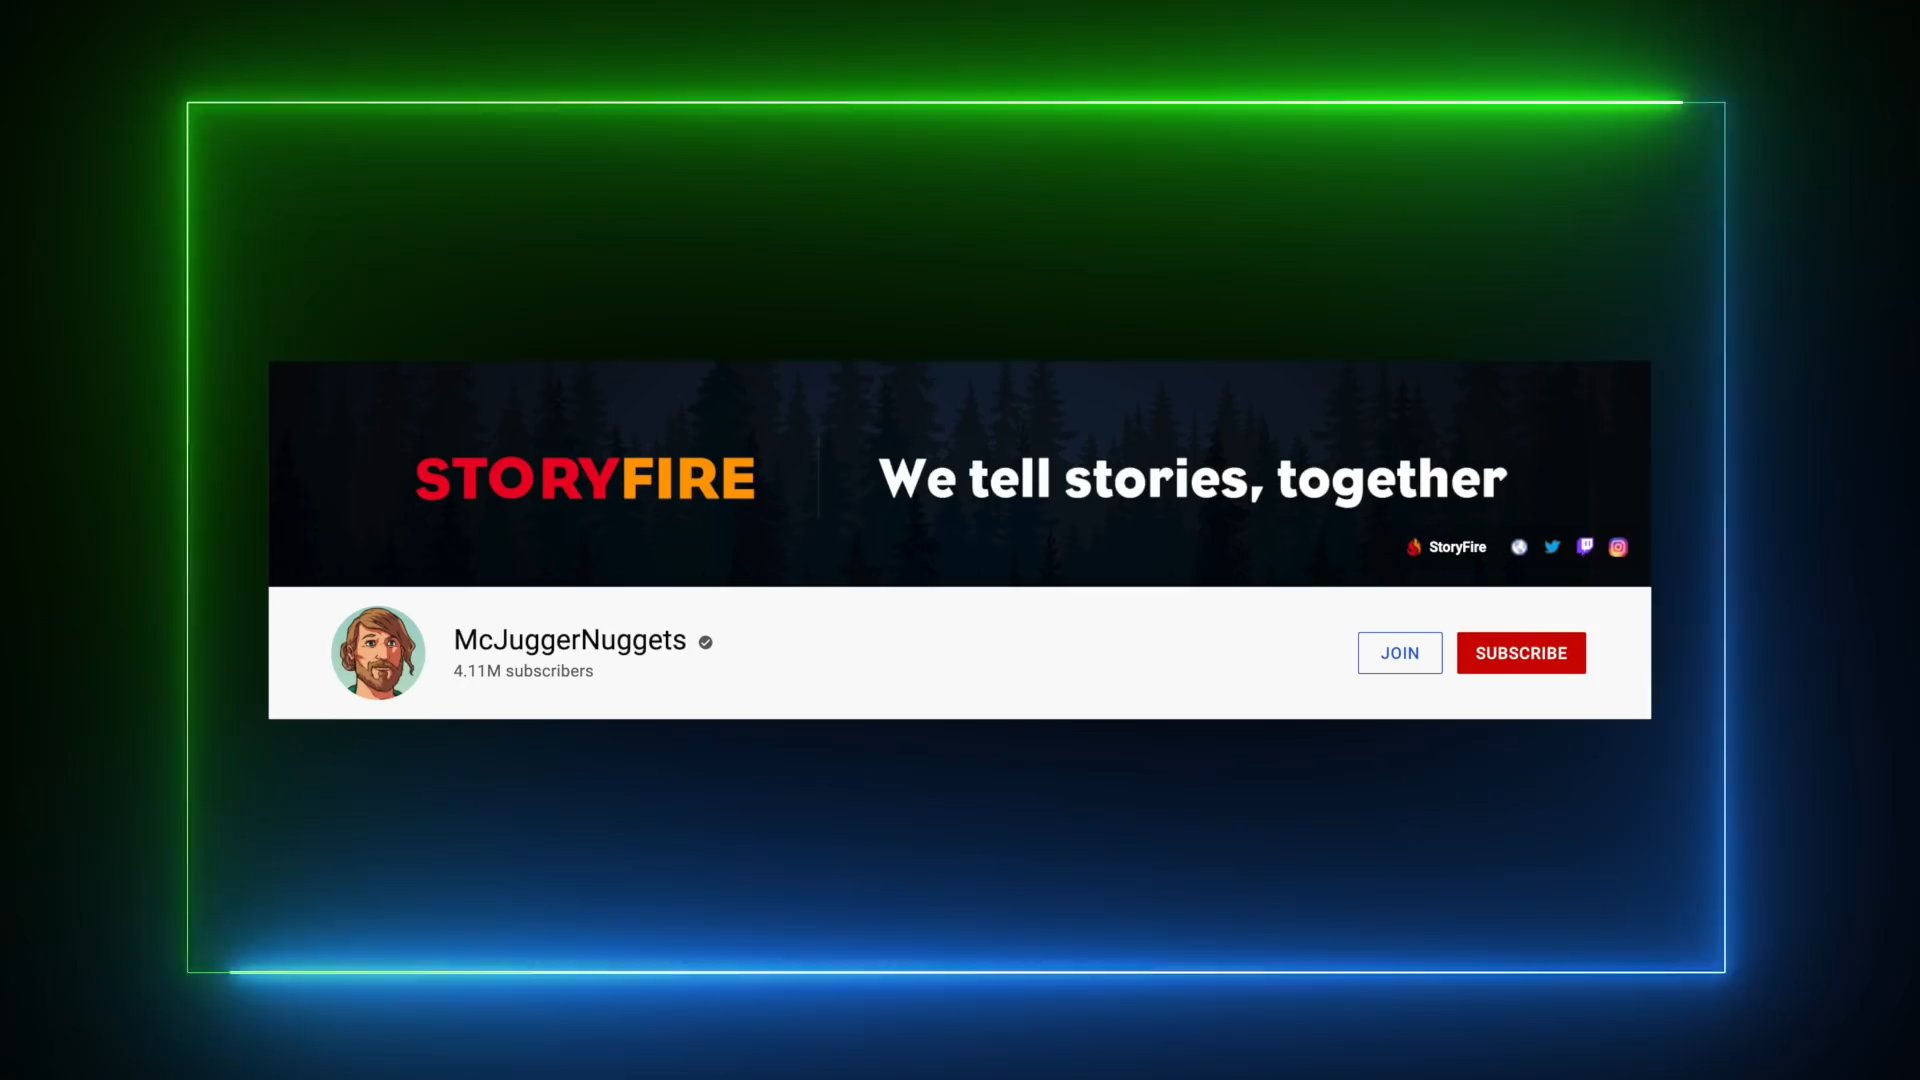 STORYFIRE
We tell stories, together
StoryFire
McJuggerNuggets
4.11M subscribers
JOIN
SUBSCRIBE